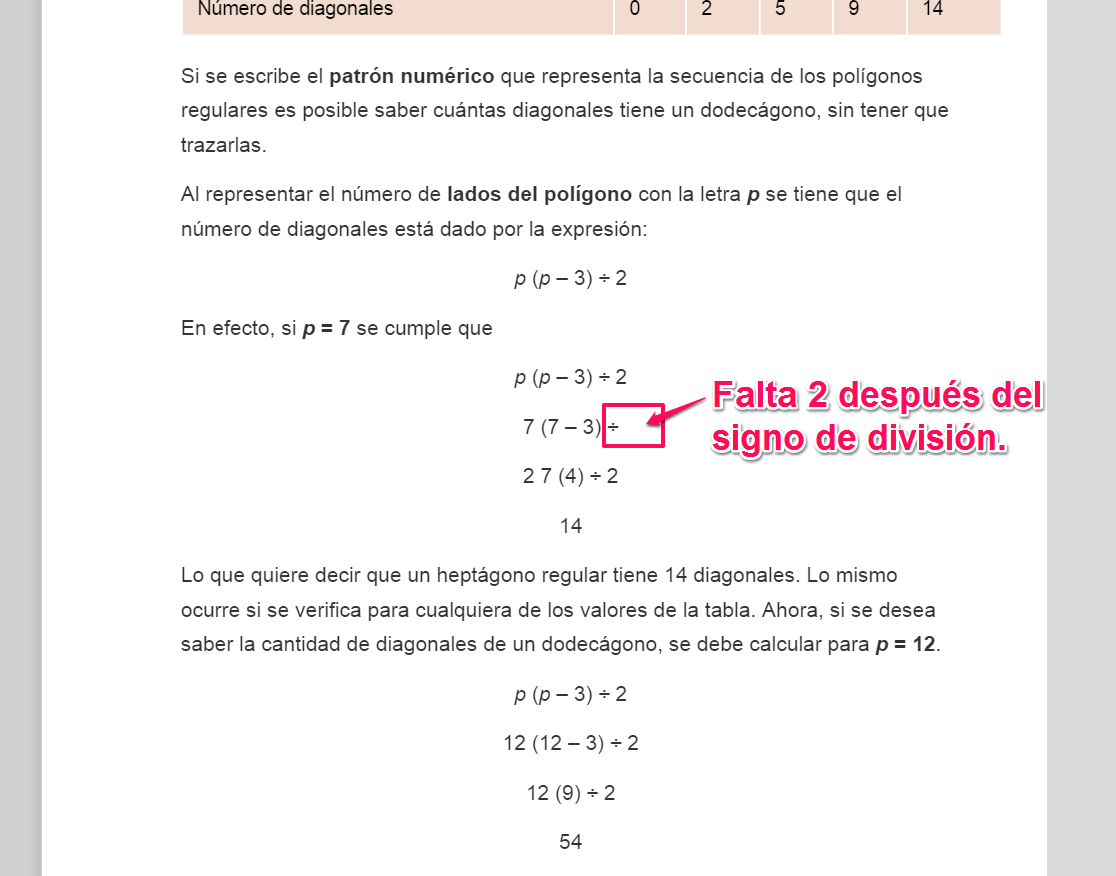 Número de diagonales 0 2 5 9 14
Si se escribe el patrón numérico que representa la secuencia de los polígonos
regulares es posible saber cuántas diagonales tiene un dodecágono, sin tener que
trazarlas.
Al representar el número de lados del polígono con la letra p se tiene que el
número de diagonales está dado por la expresión:
p (p – 3) ÷ 2
En efecto, si p = 7 se cumple que
p (p – 3) ÷ 2
7 (7 – 3) ÷
Falta 2 después del
signo de división.
2 7 (4) ÷ 2
14
Lo que quiere decir que un heptágono regular tiene 14 diagonales. Lo mismo
ocurre si se verifica para cualquiera de los valores de la tabla. Ahora, si se desea
saber la cantidad de diagonales de un dodecágono, se debe calcular para p = 12.
p (p – 3) ÷ 2
12 (12 – 3) ÷ 2
12 (9) ÷ 2
54